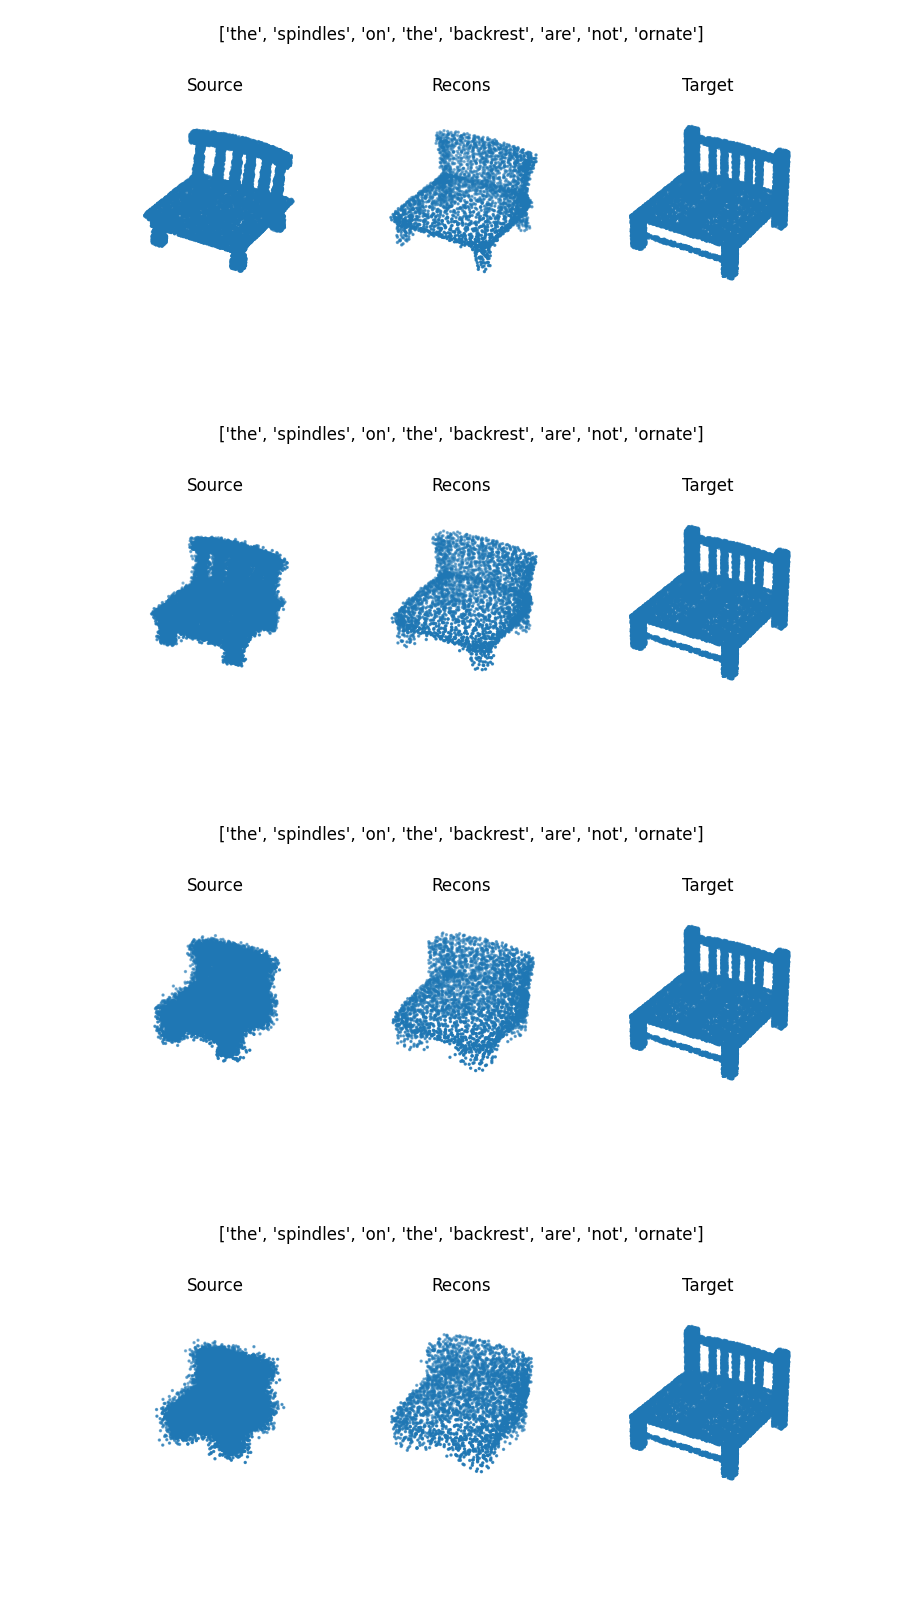 ['the', 'spindles', 'on', 'the', 'backrest', 'are', 'not', 'ornate']
Source Recons Target
['the', 'spindles', 'on', 'the', 'backrest', 'are', 'not', 'ornate']
Source Recons Target
['the', 'spindles', 'on', 'the', 'backrest', 'are', 'not', 'ornate']
Source Recons Target
['the', 'spindles', 'on', 'the', 'backrest', 'are', 'not', 'ornate']
Source Recons Target